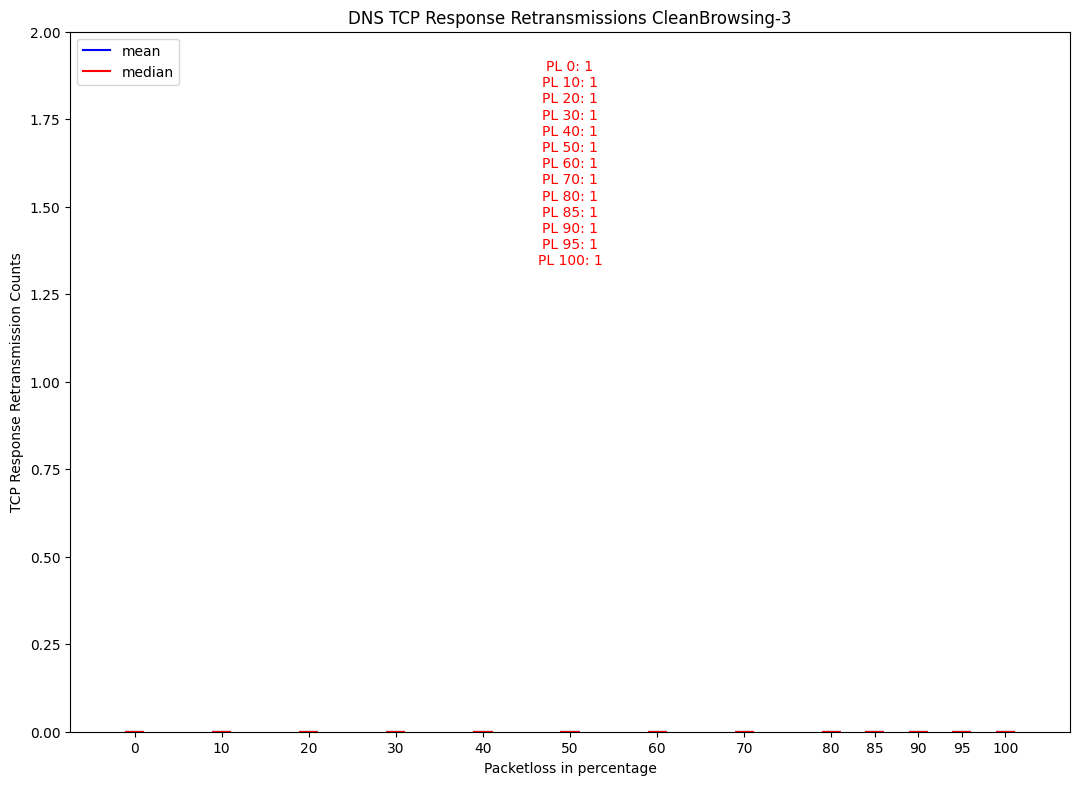 DNS TCP Response Retransmissions CleanBrowsing-3
mean
median
PL 0: 1
PL 10: 1
PL 20: 1
PL 30: 1
PL 40: 1
PL 50: 1
PL 60: 1
PL 70: 1
PL 80: 1
PL 85: 1
PL 90: 1
PL 95: 1
PL 100: 1
TCP Response Retransmission Counts
2.00
1.75
1.50
1.25
1.00
0.75
0.50
0.25
0.00
0 10 20 30 40 50 60 70 80 85 90 95 100
Packetloss in percentage